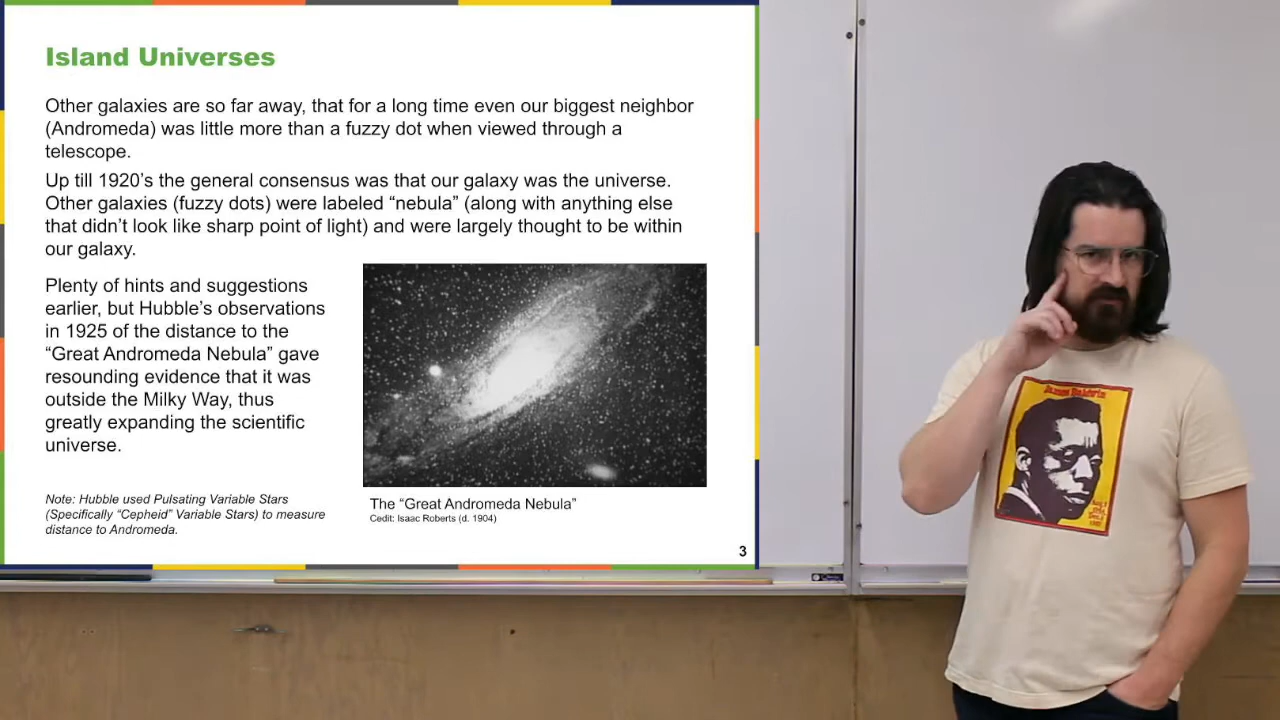 Island Universes
Other galaxies are so far away, that for a long time even our biggest neighbor
(Andromeda) was little more than a fuzzy dot when viewed through a
telescope.
Up till 1920’s the general consensus was that our galaxy was the universe.
Other galaxies (fuzzy dots) were labeled “nebula” (along with anything else
that didn’t look like sharp point of light) and were largely thought to be within
our galaxy.
Plenty of hints and suggestions
earlier, but Hubble’s observations
in 1925 of the distance to the
“Great Andromeda Nebula” gave
resounding evidence that it was
outside the Milky Way, thus
greatly expanding the scientific
universe.
Note: Hubble used Pulsating Variable Stars
(Specifically “Cepheid” Variable Stars) to measure
distance to Andromeda.
The “Great Andromeda Nebula”
Cedit: Isaac Roberts (d. 1904)
3
James Baldwin